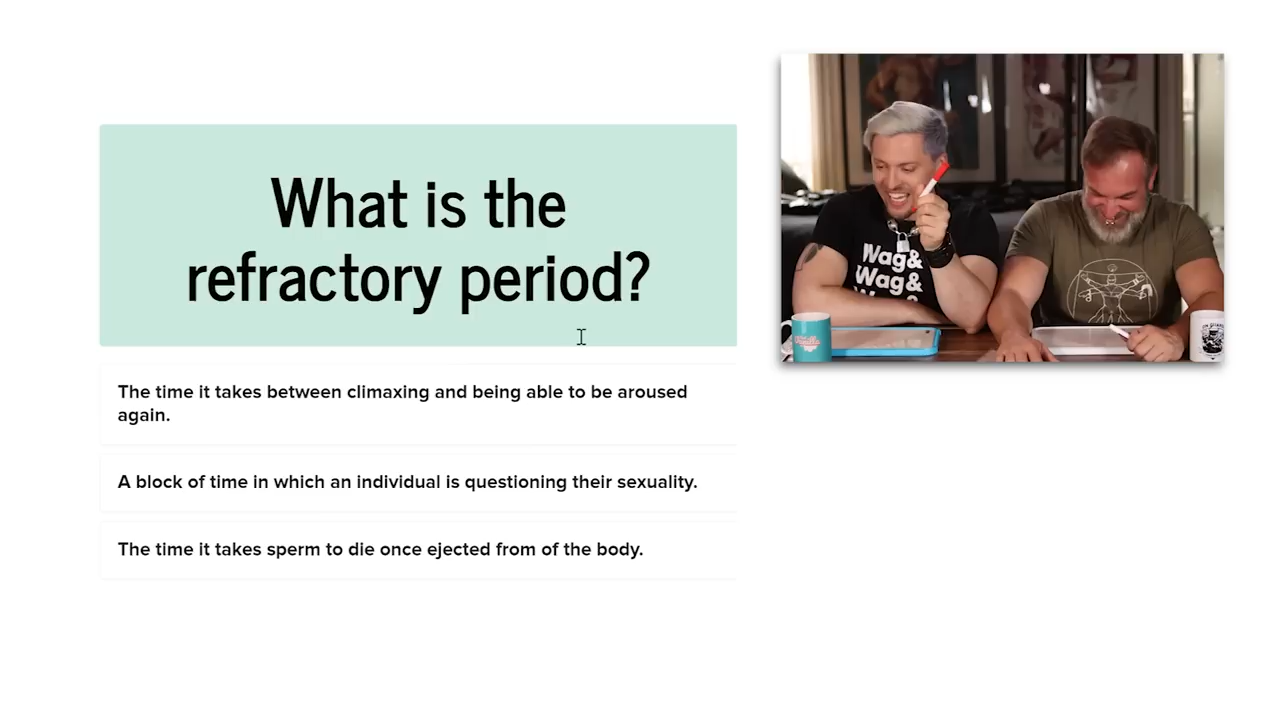 What is the
refractory period?
The time it takes between climaxing and being able to be aroused
again.
A block of time in which an individual is questioning their sexuality.
The time it takes sperm to die once ejected from of the body.
Wag&
Wag&